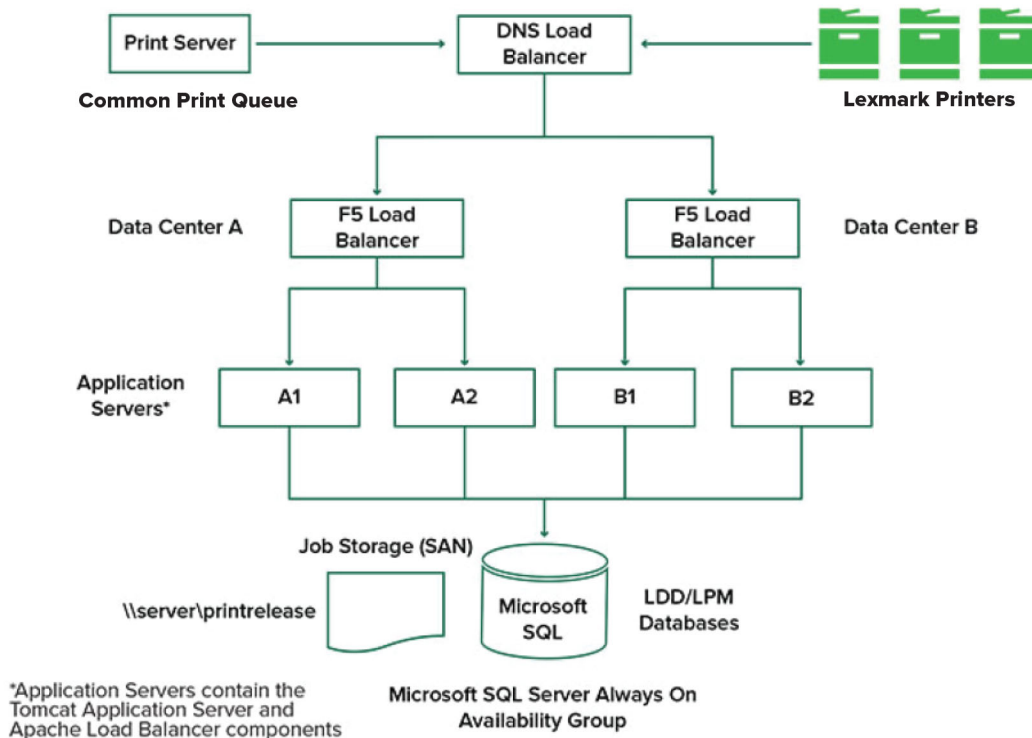 Print Server
DNS Load
Balancer
Common Print Queue
Lexmark Printers
Data Center A
F5 Load
Balancer
F5 Load
Balancer
Data Center B
Application
Servers*
A1
A2
B1
B2
Job Storage (SAN)
\\server\printrelease
Microsoft
SQL
LDD/LPM
Databases
*Application Servers contain the
Tomcat Application Server and
Apache Load Balancer components
Microsoft SQL Server Always On
Availability Group